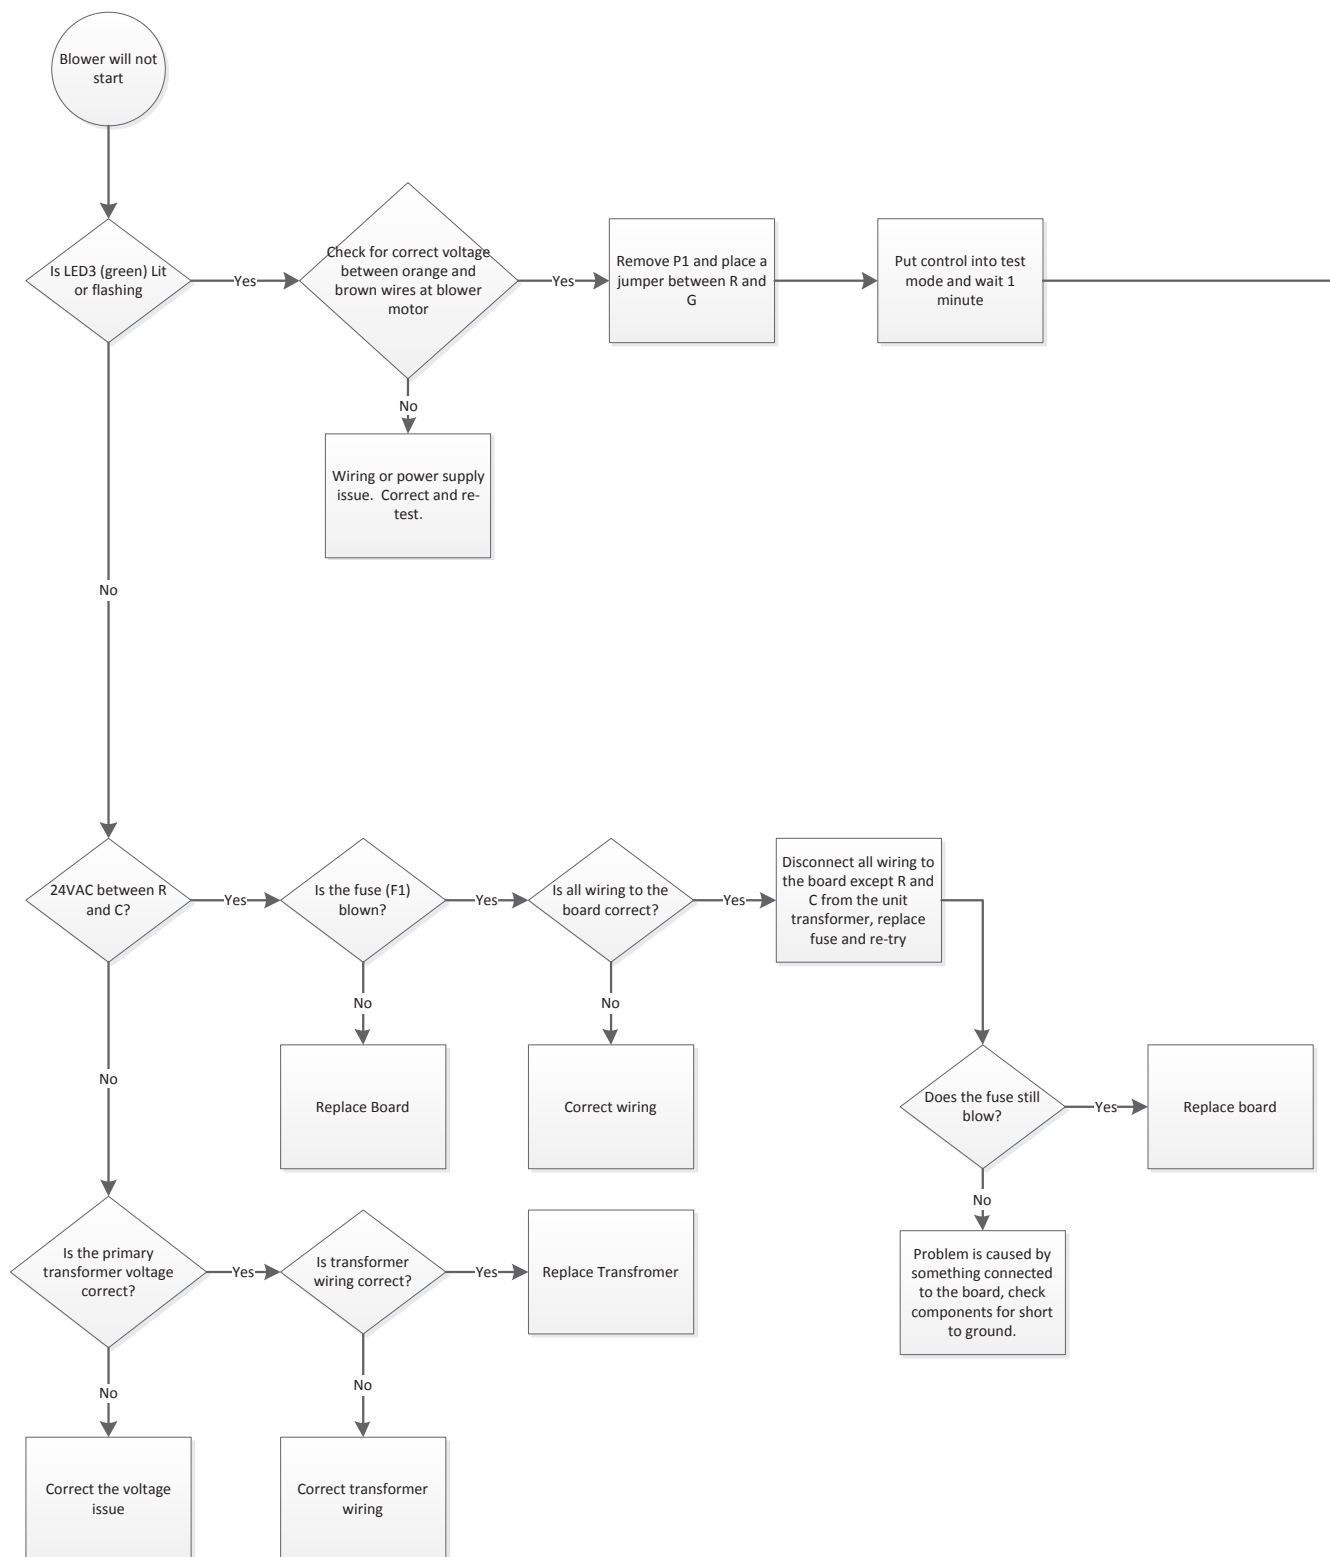 Blower will not
start
Is LED3 (green) Lit
or flashing
Yes
Check for correct voltage
between orange and
brown wires at blower
motor
Yes
Remove P1 and place a
jumper between R and
G
Put control into test
mode and wait 1
minute
No
Wiring or power supply
issue.  Correct and re-
test.
No
24VAC between R
and C?
Yes
Is the fuse (F1)
blown?
Yes
Is all wiring to the
board correct?
Yes
Disconnect all wiring to
the board except R and
C from the unit
transformer, replace
fuse and re-try
No
No
No
Replace Board
Correct wiring
Does the fuse still
blow?
Yes
Replace board
No
Is the primary
transformer voltage
correct?
Yes
Is transformer
wiring correct?
Yes
Replace Transfromer
Problem is caused by
something connected
to the board, check
components for short
to ground.
No
No
Correct the voltage
issue
Correct transformer
wiring